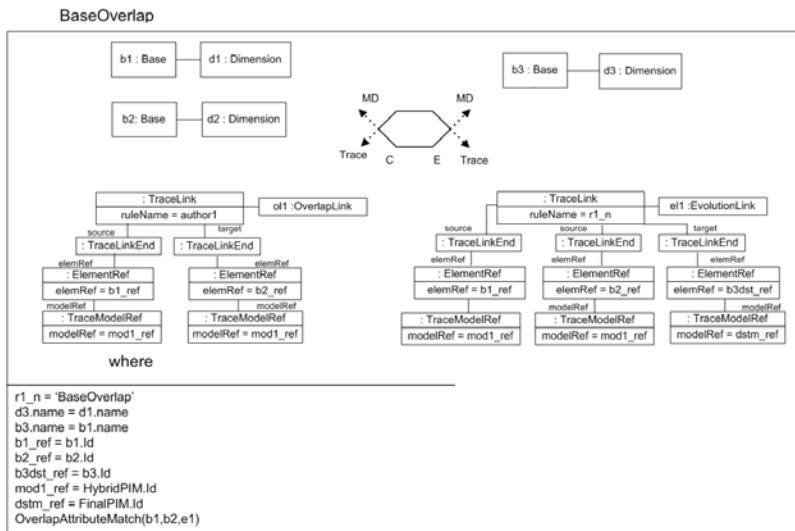 BaseOverlap
b1 : Base
d1 : Dimension
b3 : Base
d3 : Dimension
b2: Base
d2 : Dimension
MD
MD
Trace
C
E
Trace
: TraceLink
ruleName = author1
ol1 :OverlapLink
source
target
: TraceLinkEnd
: TraceLinkEnd
elemRef
elemRef
: ElementRef
: ElementRef
elemRef = b1_ref
elemRef = b2_ref
modelRef
modelRef
: TraceModelRef
: TraceModelRef
modelRef = mod1_ref
modelRef = mod1_ref
: TraceLink
ruleName = r1_n
el1 :EvolutionLink
source
source
target
: TraceLinkEnd
: TraceLinkEnd
: TraceLinkEnd
elemRef
elemRef
elemRef
: ElementRef
: ElementRef
: ElementRef
elemRef = b1_ref
elemRef = b2_ref
elemRef = b3dst_ref
modelRef
modelRef
modelRef
: TraceModelRef
: TraceModelRef
: TraceModelRef
modelRef = mod1_ref
modelRef = mod1_ref
modelRef = dstm_ref
where
r1_n = 'BaseOverlap'
d3.name = d1.name
b3.name = b1.name
b1_ref = b1.Id
b2_ref = b2.Id
b3dst_ref = b3.Id
mod1_ref = HybridPIM.Id
dstm_ref = FinalPIM.Id
OverlapAttributeMatch(b1,b2,e1)